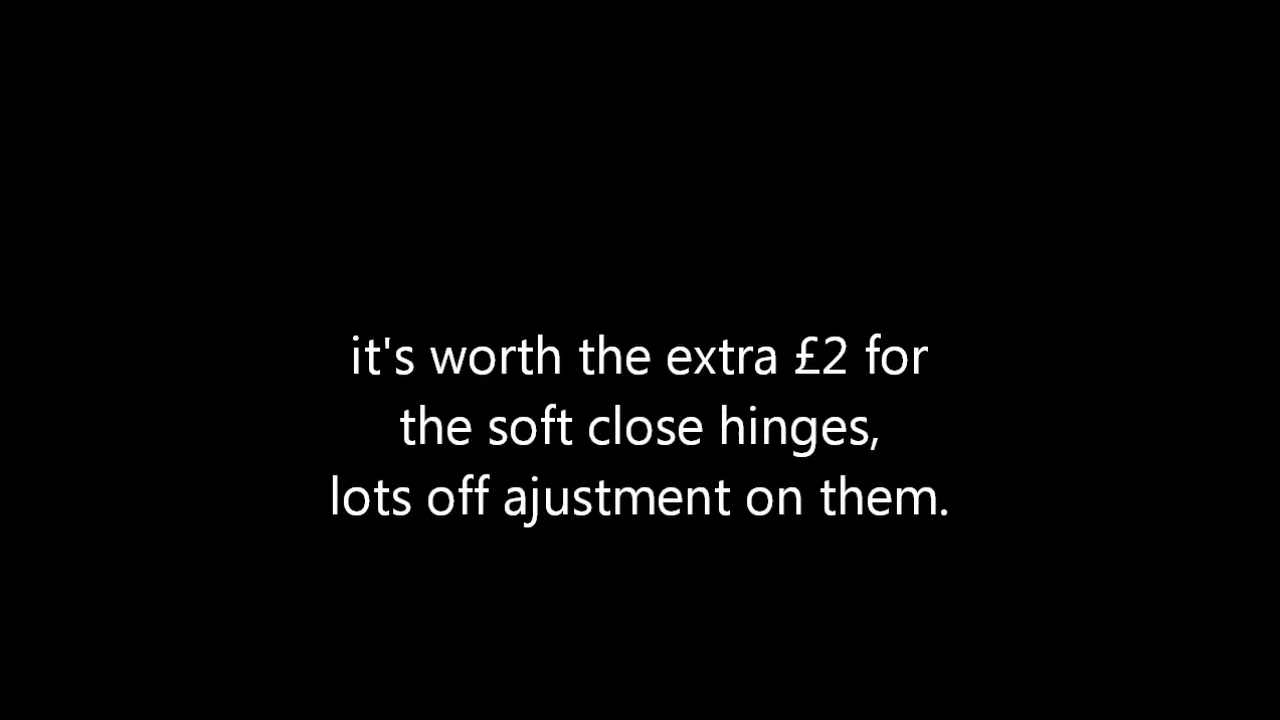 it's worth the extra £2 for
the soft close hinges,
lots off ajustment on them.